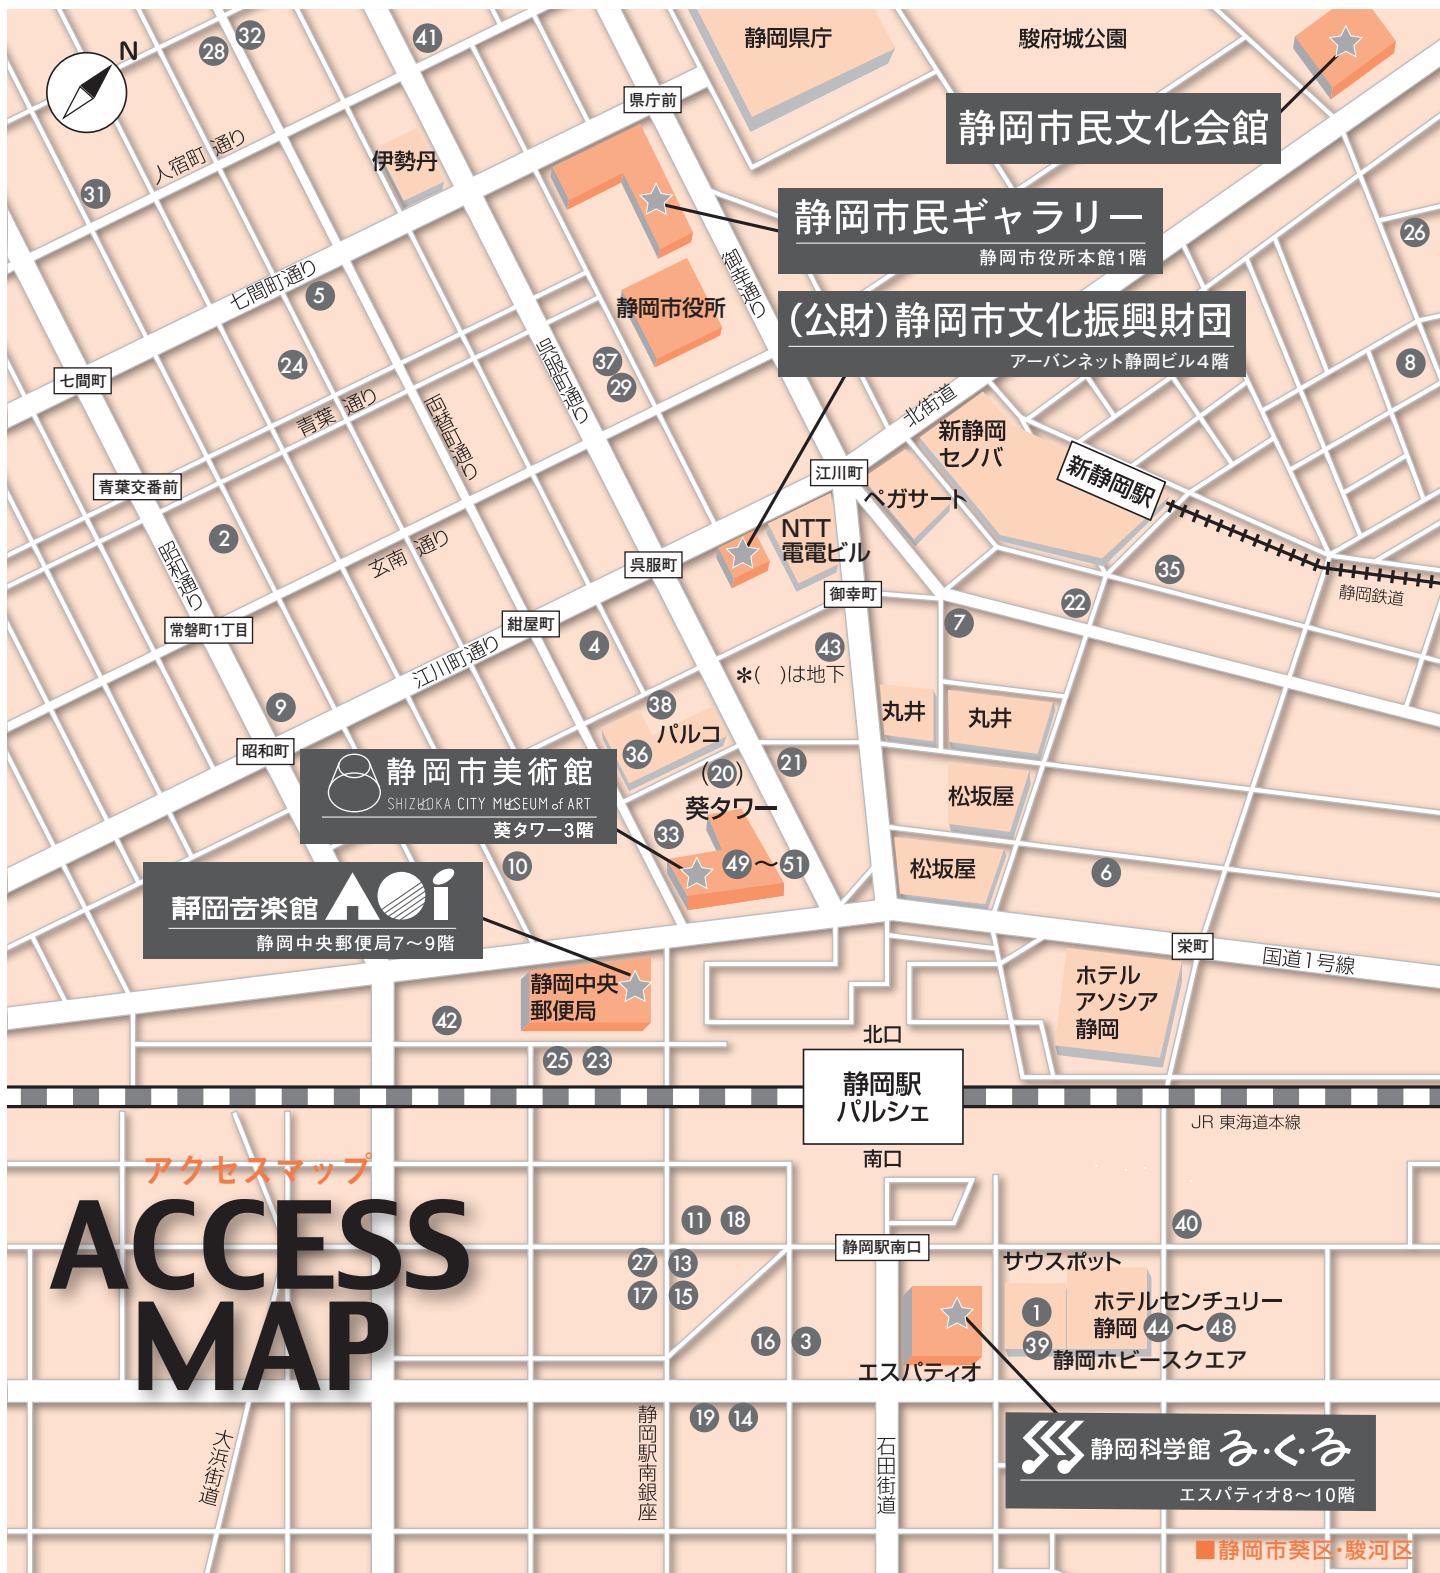 N
32
28
41
静岡県庁
駿府城公園
県庁前
静岡市民文化会館
人宿町 通り
伊勢丹
31
静岡市民ギャラリー
静岡市役所本館1階
26
七間町通り
5
御幸通り
静岡市役所
(公財)静岡市文化振興財団
アーバンネット静岡ビル4階
24
37
29
呉服町通り
8
七間町
青葉 通り
両替町通り
北街道
新静岡
セノバ
新静岡駅
江川町
青葉交番前
ペガサート
2
昭和通り
玄南 通り
NTT
電電ビル
呉服町
35
静岡鉄道
御幸町
22
7
常磐町1丁目
紺屋町
4
43
江川町通り
*( )は地下
9
38
パルコ
丸井
丸井
昭和町
36
21
静岡市美術館
SHIZUOKA CITY MUSEUM of ART
葵タワー3階
(20)
葵タワー
松坂屋
33
49～51
10
松坂屋
6
静岡音楽館 AOi
静岡中央郵便局7～9階
栄町
国道1号線
静岡中央
郵便局
ホテル
アソシア
静岡
42
北口
25
23
静岡駅
パルシェ
JR 東海道本線
南口
アクセスマップ
ACCESS
MAP
11
18
40
静岡駅南口
27
13
サウスポット
17
15
1
ホテルセンチュリー
静岡 44～48
16
3
39
静岡ホビースクエア
エスパティオ
19
14
静岡駅南銀座
石田街道
大浜街道
静岡科学館 る・く・る
エスパティオ8～10階
■静岡市葵区・駿河区